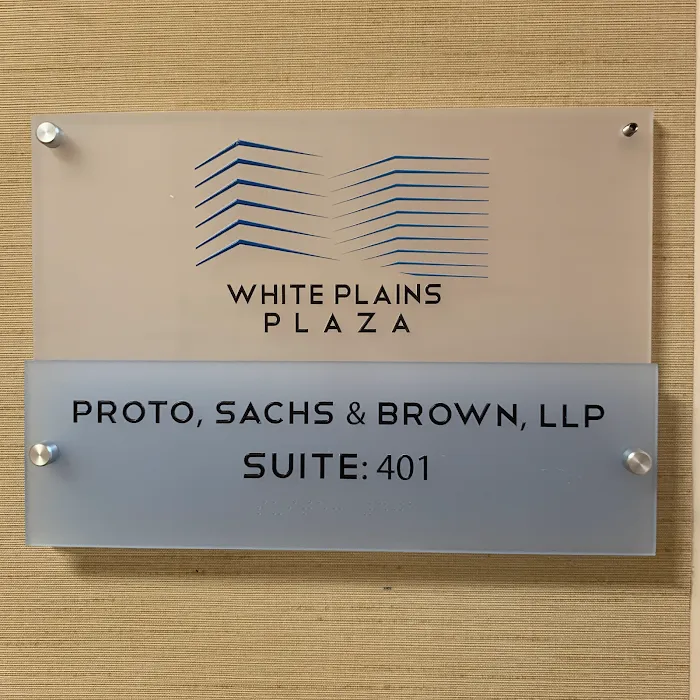 WHITE PLAINS
PLAZA
PROTO, SACHS & BROWN, LLP
SUITE: 401